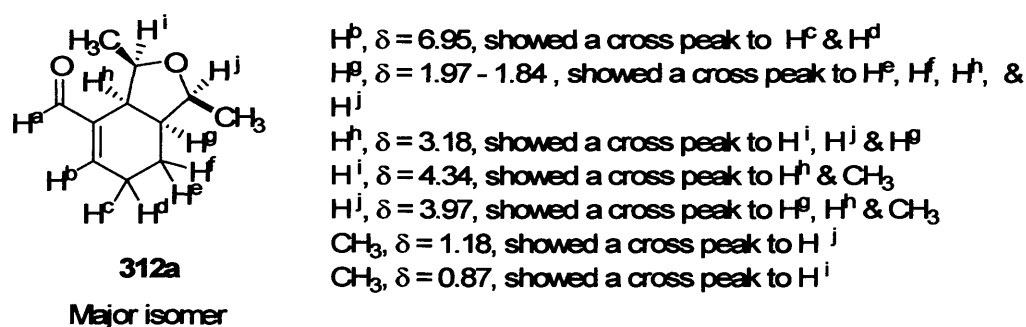 H₃C Hⁱ
O O
Hʰ Hʲ
CH₃
Hᵃ Hᵍ
Hᵇ Hᶠ
Hᵉ
Hᶜ Hᵈ
312a
Major isomer
Hᵇ, δ = 6.95, showed a cross peak to Hᶜ & Hᵈ
Hᵍ, δ = 1.97 - 1.84 , showed a cross peak to Hᵉ, Hᶠ, Hʰ, &
Hʲ
Hʰ, δ = 3.18, showed a cross peak to Hⁱ, Hʲ & Hᵍ
Hⁱ, δ = 4.34, showed a cross peak to Hʰ & CH₃
Hʲ, δ = 3.97, showed a cross peak to Hᵍ, Hʰ & CH₃
CH₃, δ = 1.18, showed a cross peak to H ʲ
CH₃, δ = 0.87, showed a cross peak to Hⁱ